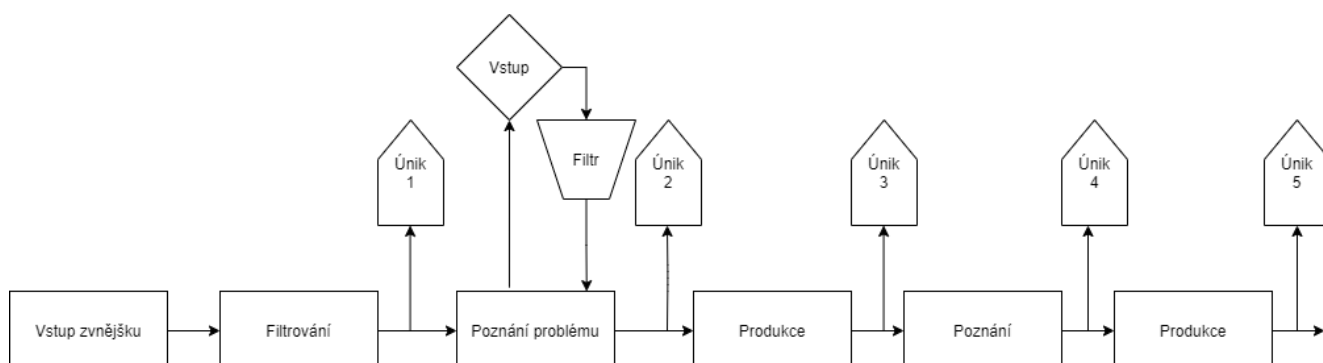 Vstup
Filtr
Únik
1
Únik
2
Únik
3
Únik
4
Únik
5
Vstup zvnějšku
Filtrování
Poznání problému
Produkce
Poznání
Produkce